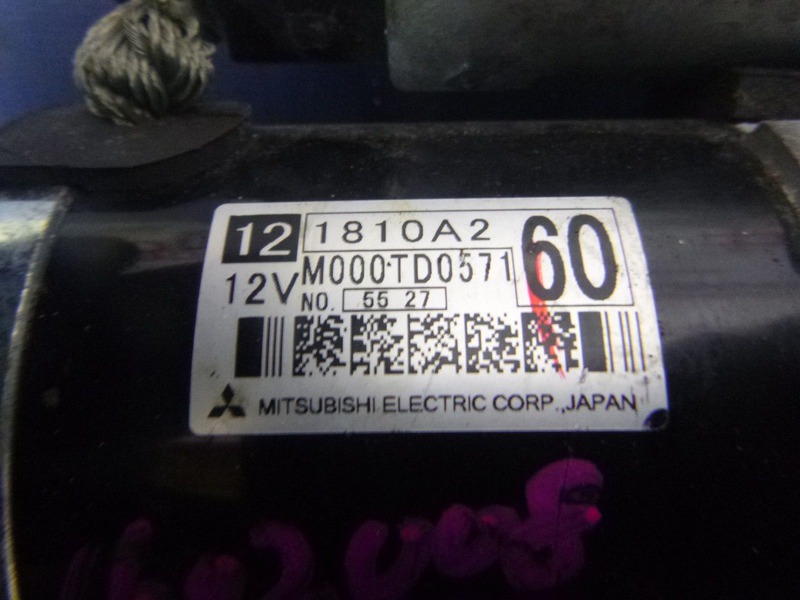 12 1810A2 60
12V M000TD0571
NO. 55 27
MITSUBISHI ELECTRIC CORP.,JAPAN